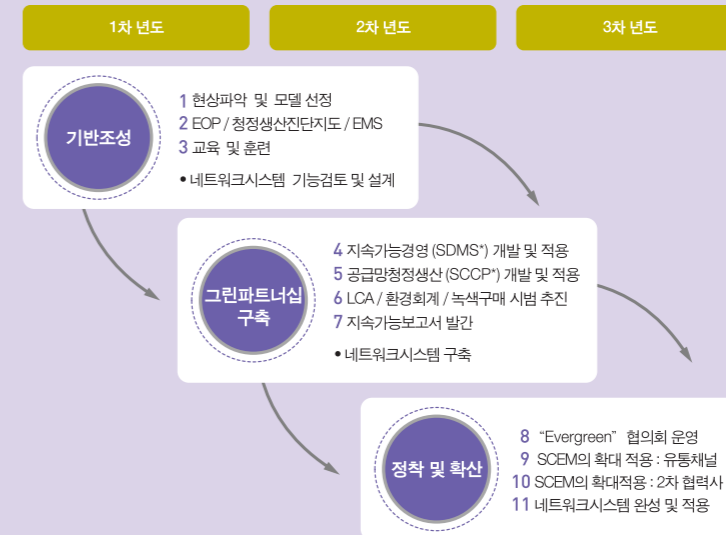 1차 년도
2차 년도
3차 년도
기반조성
1 현상파악 및 모델 선정
2 EOP / 청정생산진단지도 / EMS
3 교육 및 훈련
• 네트워크시스템 기능검토 및 설계
그린파트너십
구축
4 지속가능경영 (SDMS*) 개발 및 적용
5 공급망청정생산 (SCCP*) 개발 및 적용
6 LCA / 환경회계 / 녹색구매 시범 추진
7 지속가능보고서 발간
• 네트워크시스템 구축
정착 및 확산
8 “Evergreen” 협의회 운영
9 SCEM의 확대 적용 : 유통채널
10 SCEM의 확대적용 : 2차 협력사
11 네트워크시스템 완성 및 적용